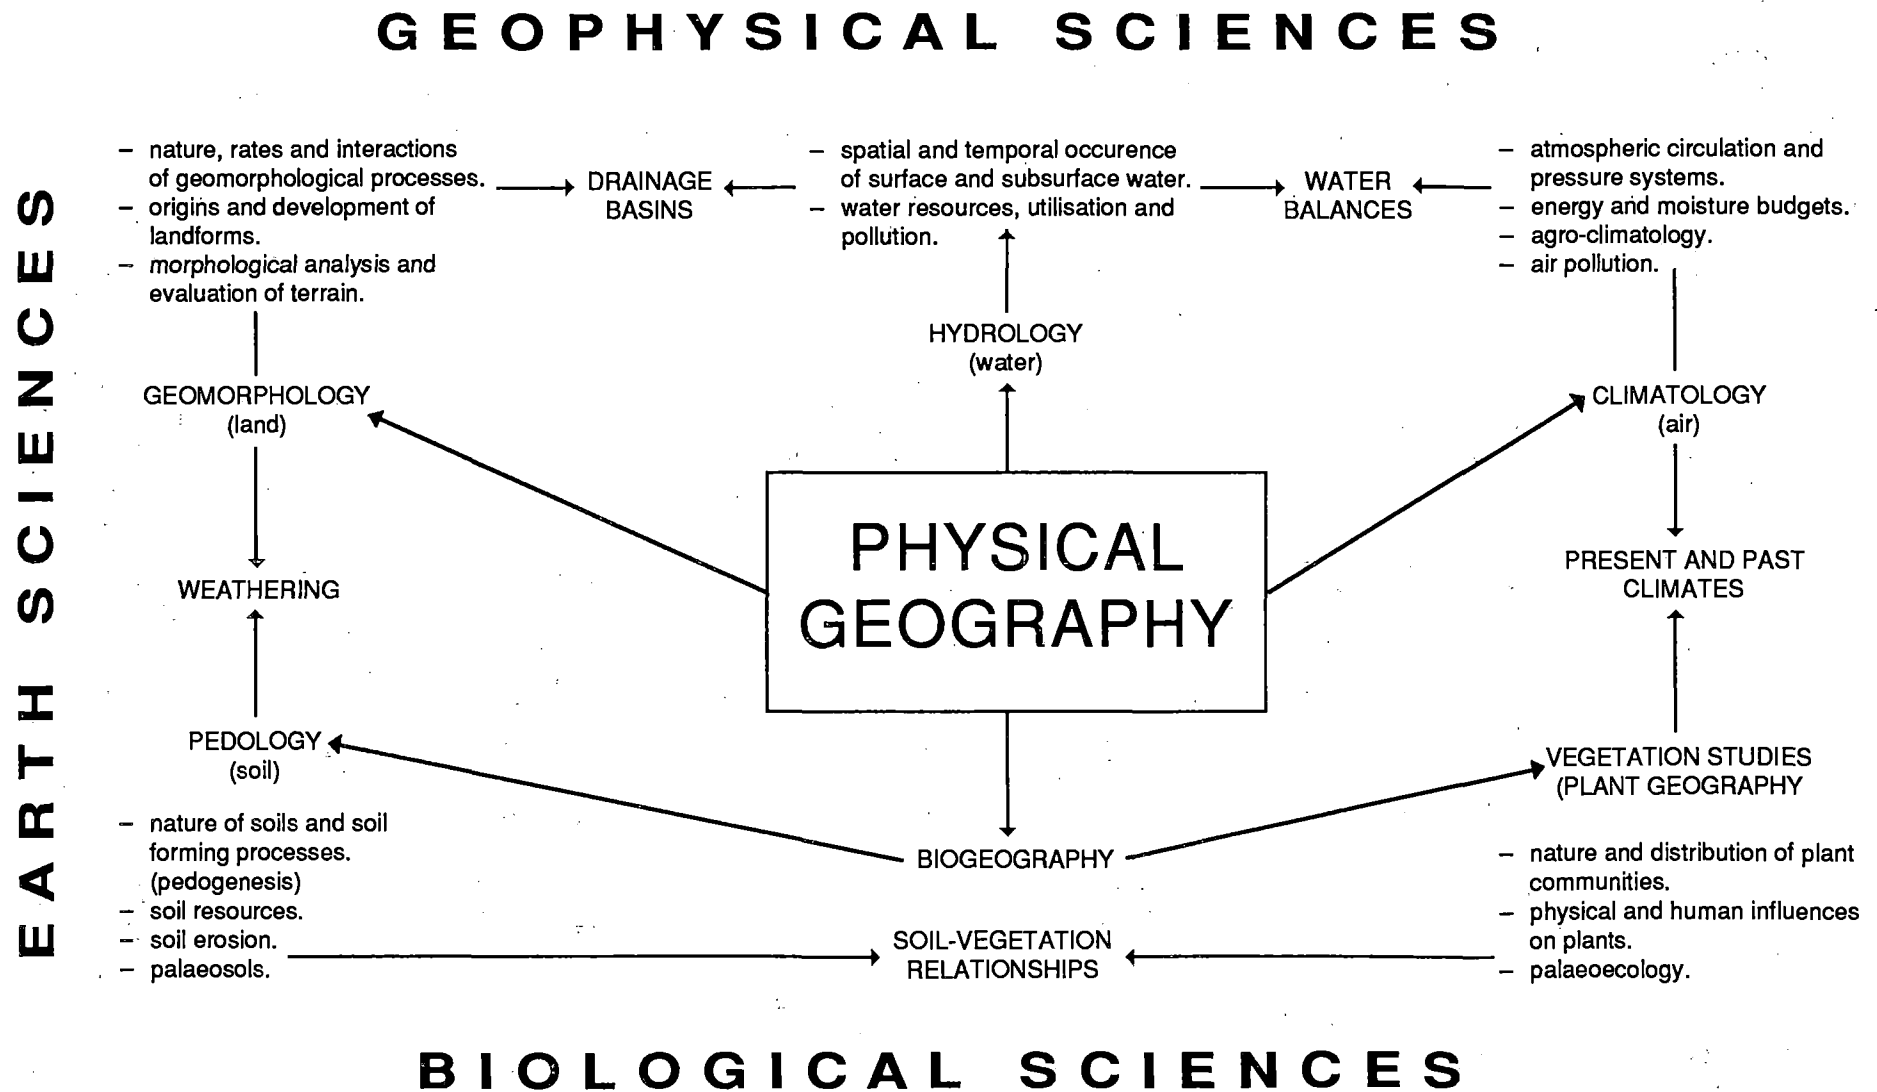 GEOPHYSICAL SCIENCES
EARTH SCIENCES
– nature, rates and interactions
of geomorphological processes.
– origins and development of
landforms.
– morphological analysis and
evaluation of terrain.
DRAINAGE
BASINS
– spatial and temporal occurence
of surface and subsurface water.
– water resources, utilisation and
pollution.
WATER
BALANCES
– atmospheric circulation and
pressure systems.
– energy and moisture budgets.
– agro-climatology.
– air pollution.
HYDROLOGY
(water)
GEOMORPHOLOGY
(land)
CLIMATOLOGY
(air)
PHYSICAL
GEOGRAPHY
WEATHERING
PRESENT AND PAST
CLIMATES
PEDOLOGY
(soil)
VEGETATION STUDIES
(PLANT GEOGRAPHY
BIOGEOGRAPHY
– nature of soils and soil
forming processes.
(pedogenesis)
– soil resources.
– soil erosion.
– palaeosols.
SOIL-VEGETATION
RELATIONSHIPS
– nature and distribution of plant
communities.
– physical and human influences
on plants.
– palaeoecology.
BIOLOGICAL SCIENCES